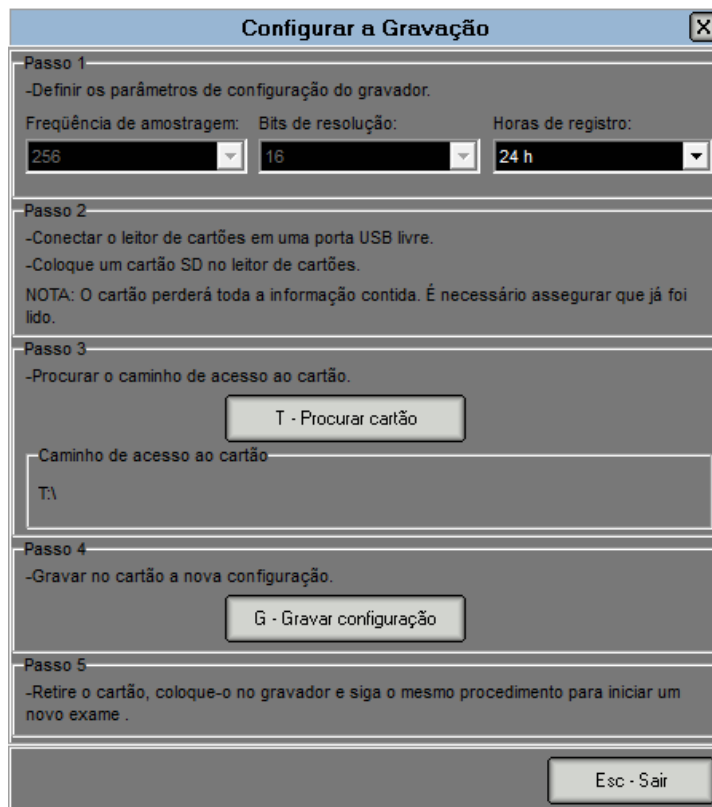 Configurar a Gravação
X
Passo 1
-Definir os parâmetros de configuração do gravador.
Freqüência de amostragem: Bits de resolução: Horas de registro:
256 16 24 h
Passo 2
-Conectar o leitor de cartões em uma porta USB livre.
-Coloque um cartão SD no leitor de cartões.
NOTA: O cartão perderá toda a informação contida. É necessário assegurar que já foi
lido.
Passo 3
-Procurar o caminho de acesso ao cartão.
T - Procurar cartão
Caminho de acesso ao cartão
T:\
Passo 4
-Gravar no cartão a nova configuração.
G - Gravar configuração
Passo 5
-Retire o cartão, coloque-o no gravador e siga o mesmo procedimento para iniciar um
novo exame .
Esc - Sair